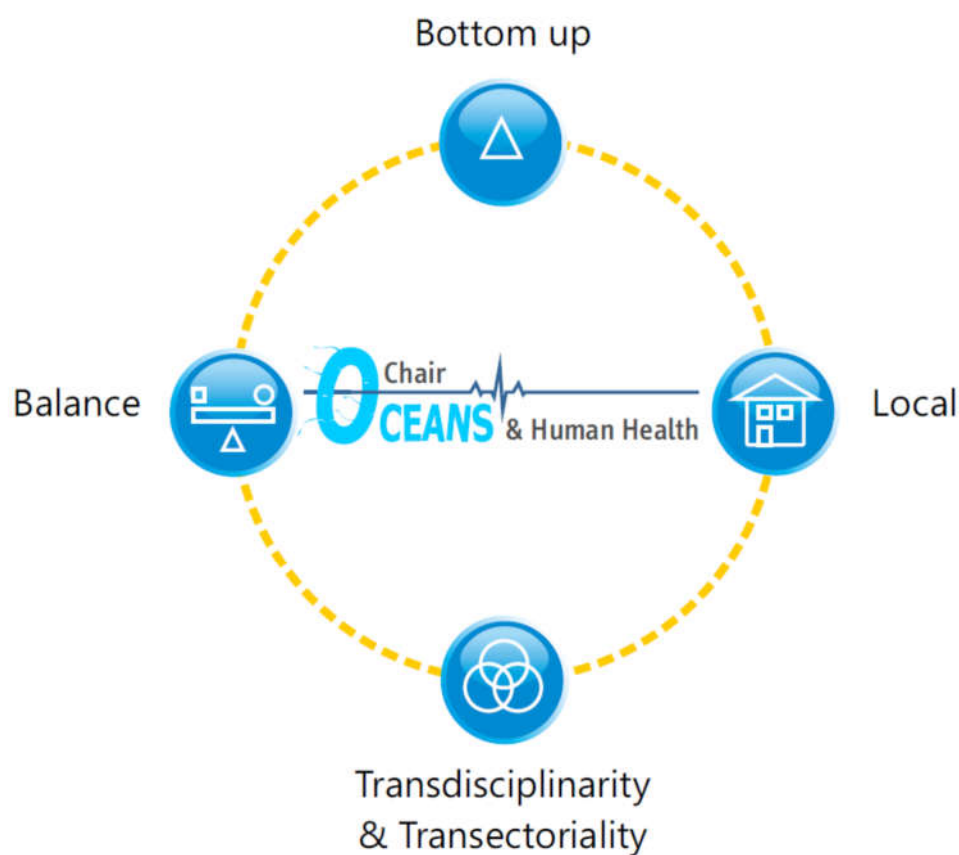 Bottom up
Balance
Chair
OCEANS & Human Health
Local
Transdisciplinarity
& Transectoriality